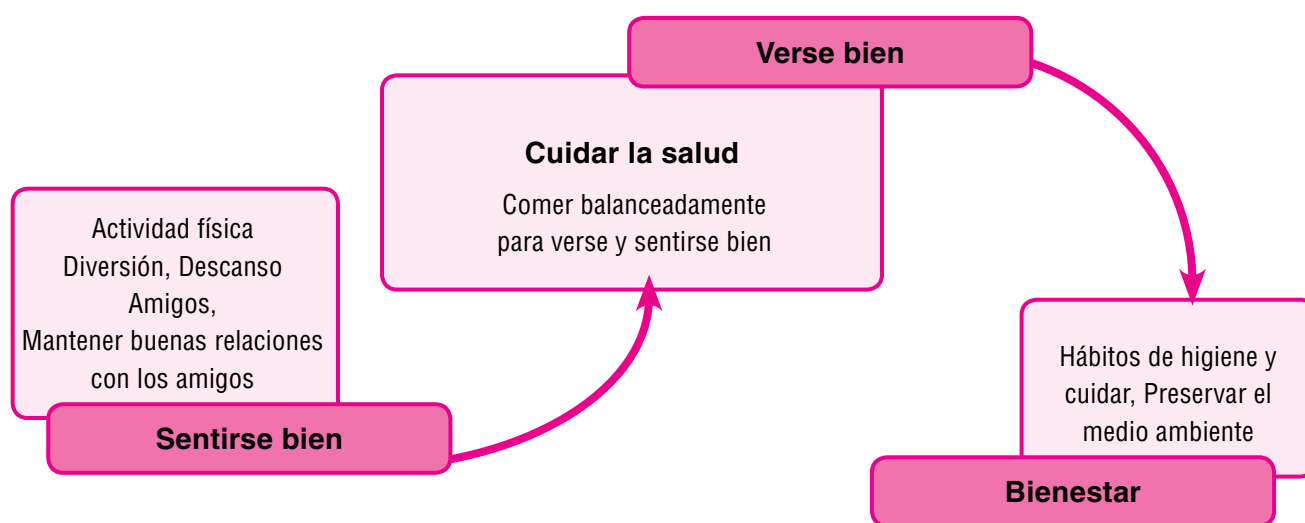 Actividad física
Diversión, Descanso
Amigos,
Mantener buenas relaciones
con los amigos
Sentirse bien
Verse bien
Cuidar la salud
Comer balanceadamente
para verse y sentirse bien
Hábitos de higiene y
cuidar, Preservar el
medio ambiente
Bienestar